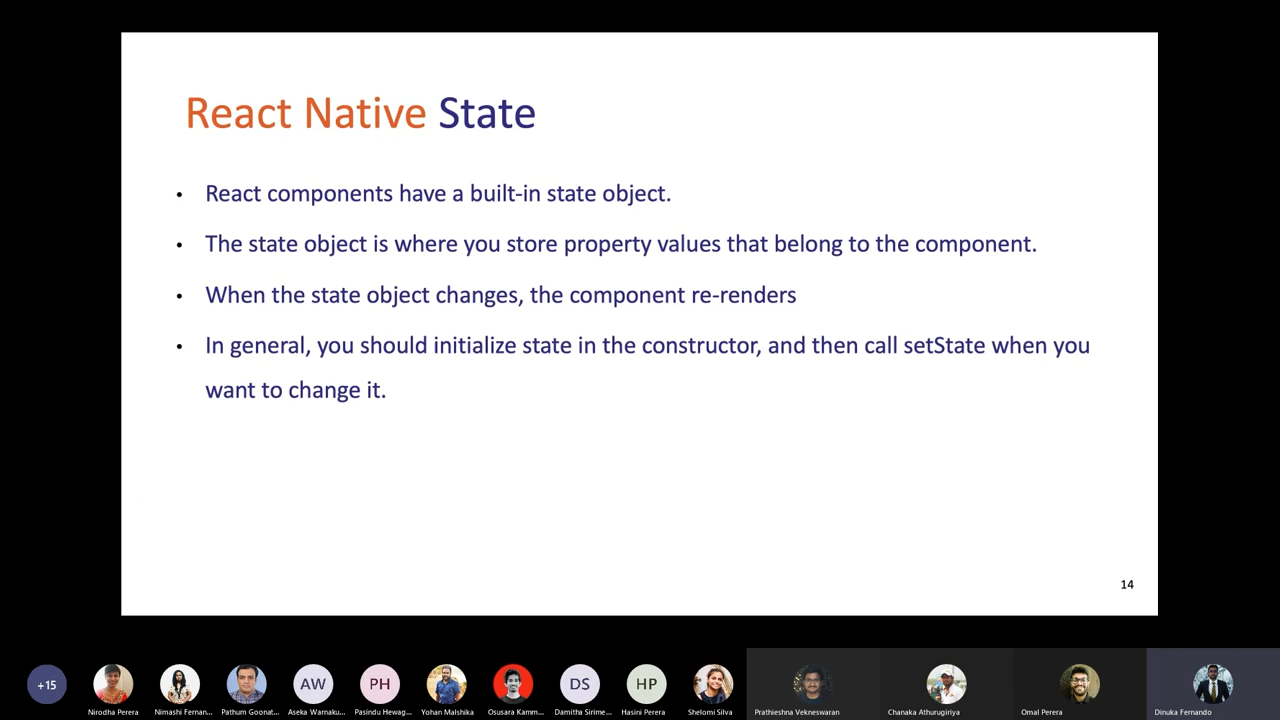 React Native State
• React components have a built-in state object.
• The state object is where you store property values that belong to the component.
• When the state object changes, the component re-renders
• In general, you should initialize state in the constructor, and then call setState when you
want to change it.
14
+15
AW
PH
DS
HP
Nirodha Perera
Nimashi Fernan...
Pathum Goonat...
Aseka Warnaku...
Pasindu Hewag...
Yohan Malshika
Osusara Kamm...
Damitha Sirime...
Hasini Perera
Shelomi Silva
Prathieshna Vekneswaran
Chanaka Athurugiriya
Omal Perera
Dinuka Fernando